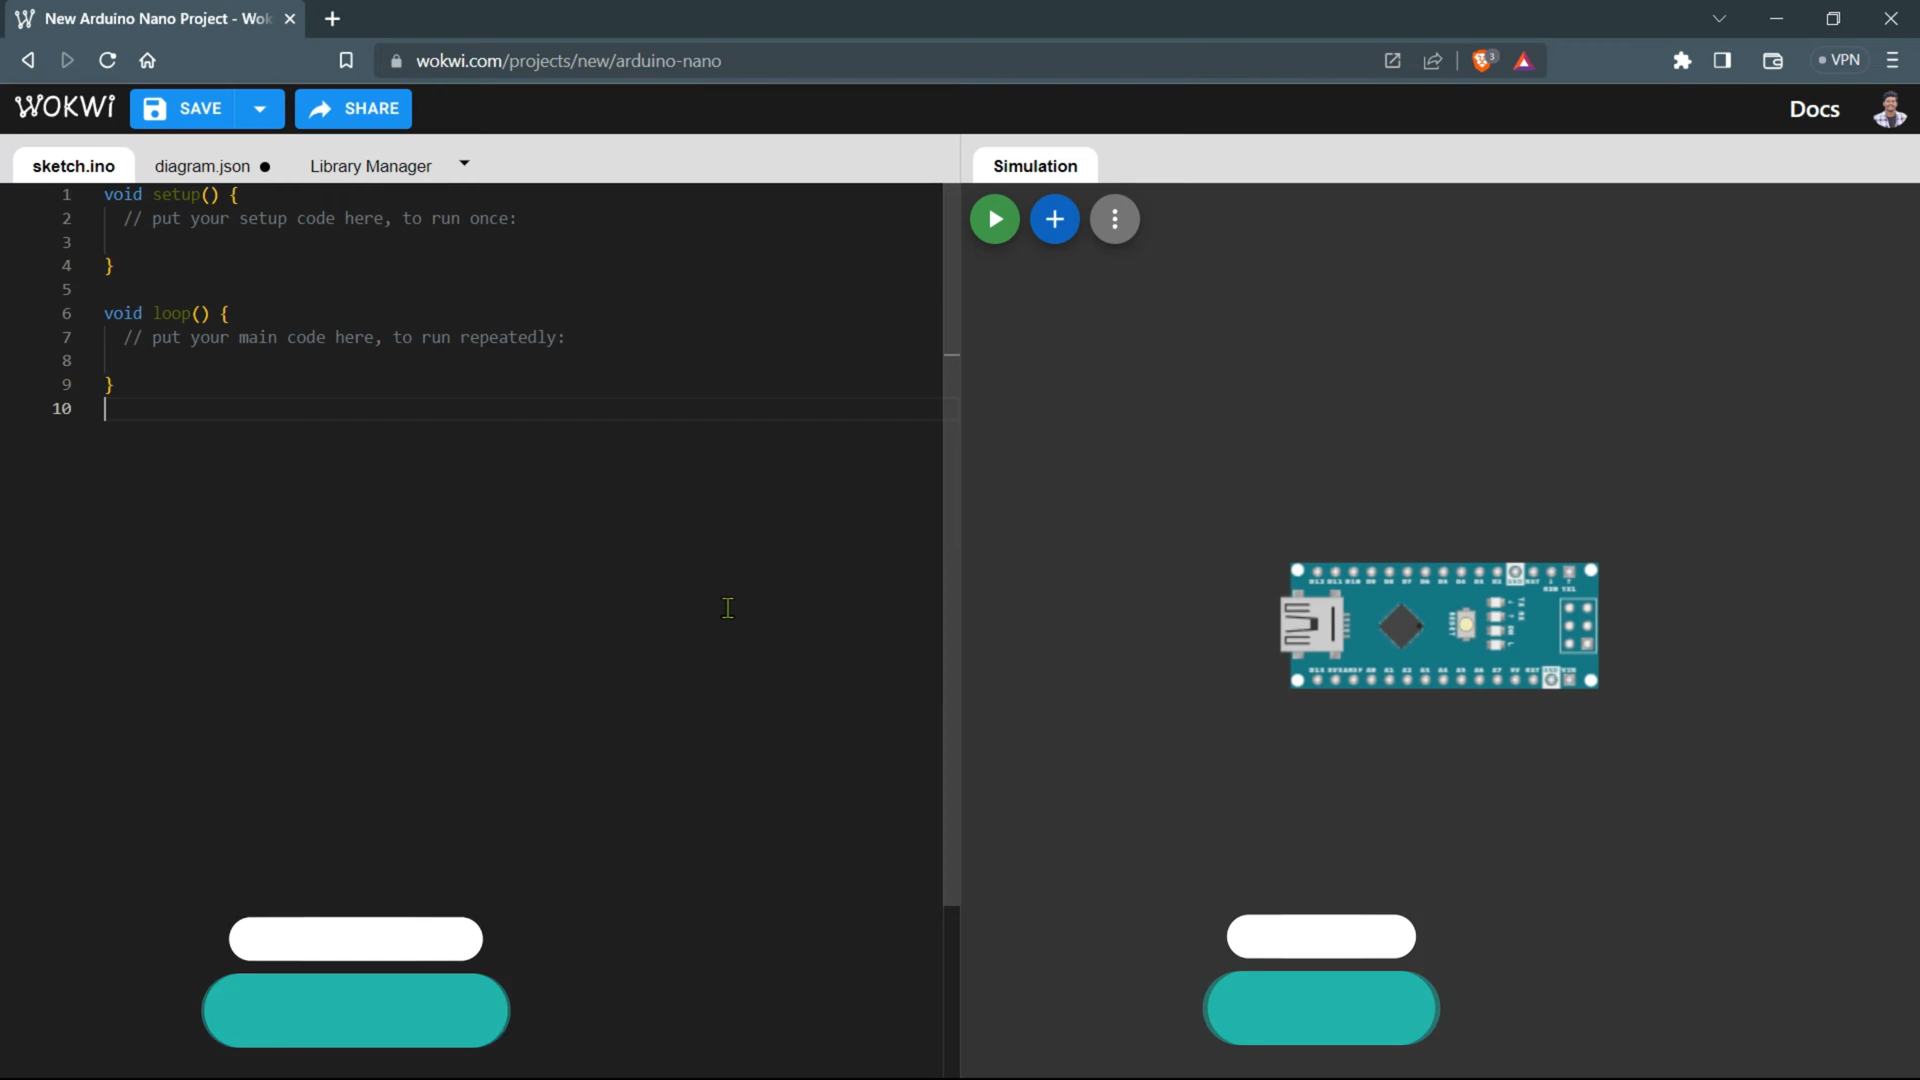 New Arduino Nano Project - Wok
wokwi.com/projects/new/arduino-nano
3
VPN
WOKWI
SAVE
SHARE
Docs
sketch.ino
diagram.json
Library Manager
Simulation
1 void setup() {
2 // put your setup code here, to run once:
3
4 }
5
6 void loop() {
7 // put your main code here, to run repeatedly:
8
9 }
10